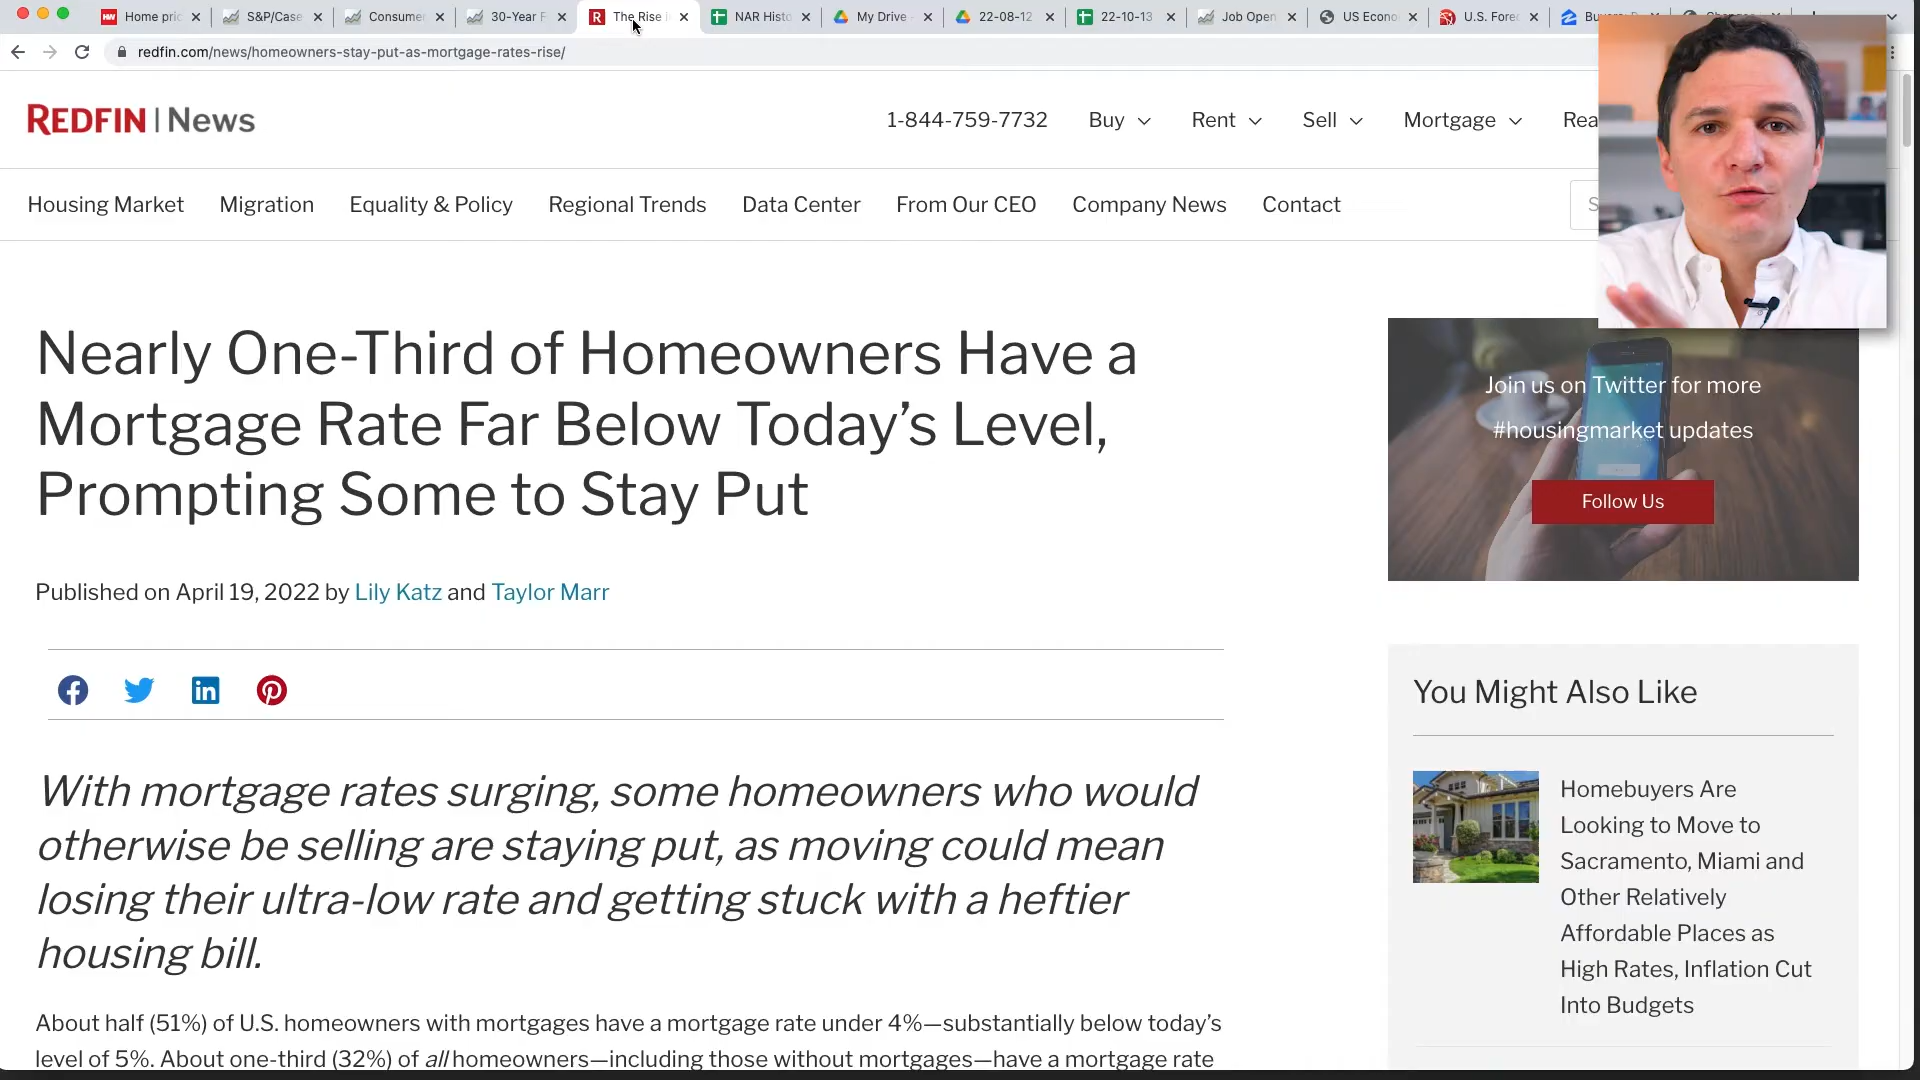 Home pric
S&P/Case
Consumer
30-Year F
The Rise i
NAR Histo
My Drive -
22-08-12
22-10-13
Job Open
US Econo
U.S. Fore
redfin.com/news/homeowners-stay-put-as-mortgage-rates-rise/
REDFIN | News
1-844-759-7732
Buy
Rent
Sell
Mortgage
Rea
Housing Market
Migration
Equality & Policy
Regional Trends
Data Center
From Our CEO
Company News
Contact
S
Nearly One-Third of Homeowners Have a
Mortgage Rate Far Below Today’s Level,
Prompting Some to Stay Put
Published on April 19, 2022 by Lily Katz and Taylor Marr
With mortgage rates surging, some homeowners who would
otherwise be selling are staying put, as moving could mean
losing their ultra-low rate and getting stuck with a heftier
housing bill.
About half (51%) of U.S. homeowners with mortgages have a mortgage rate under 4%—substantially below today’s
level of 5%. About one-third (32%) of all homeowners—including those without mortgages—have a mortgage rate
Join us on Twitter for more
#housingmarket updates
Follow Us
You Might Also Like
Homebuyers Are
Looking to Move to
Sacramento, Miami and
Other Relatively
Affordable Places as
High Rates, Inflation Cut
Into Budgets